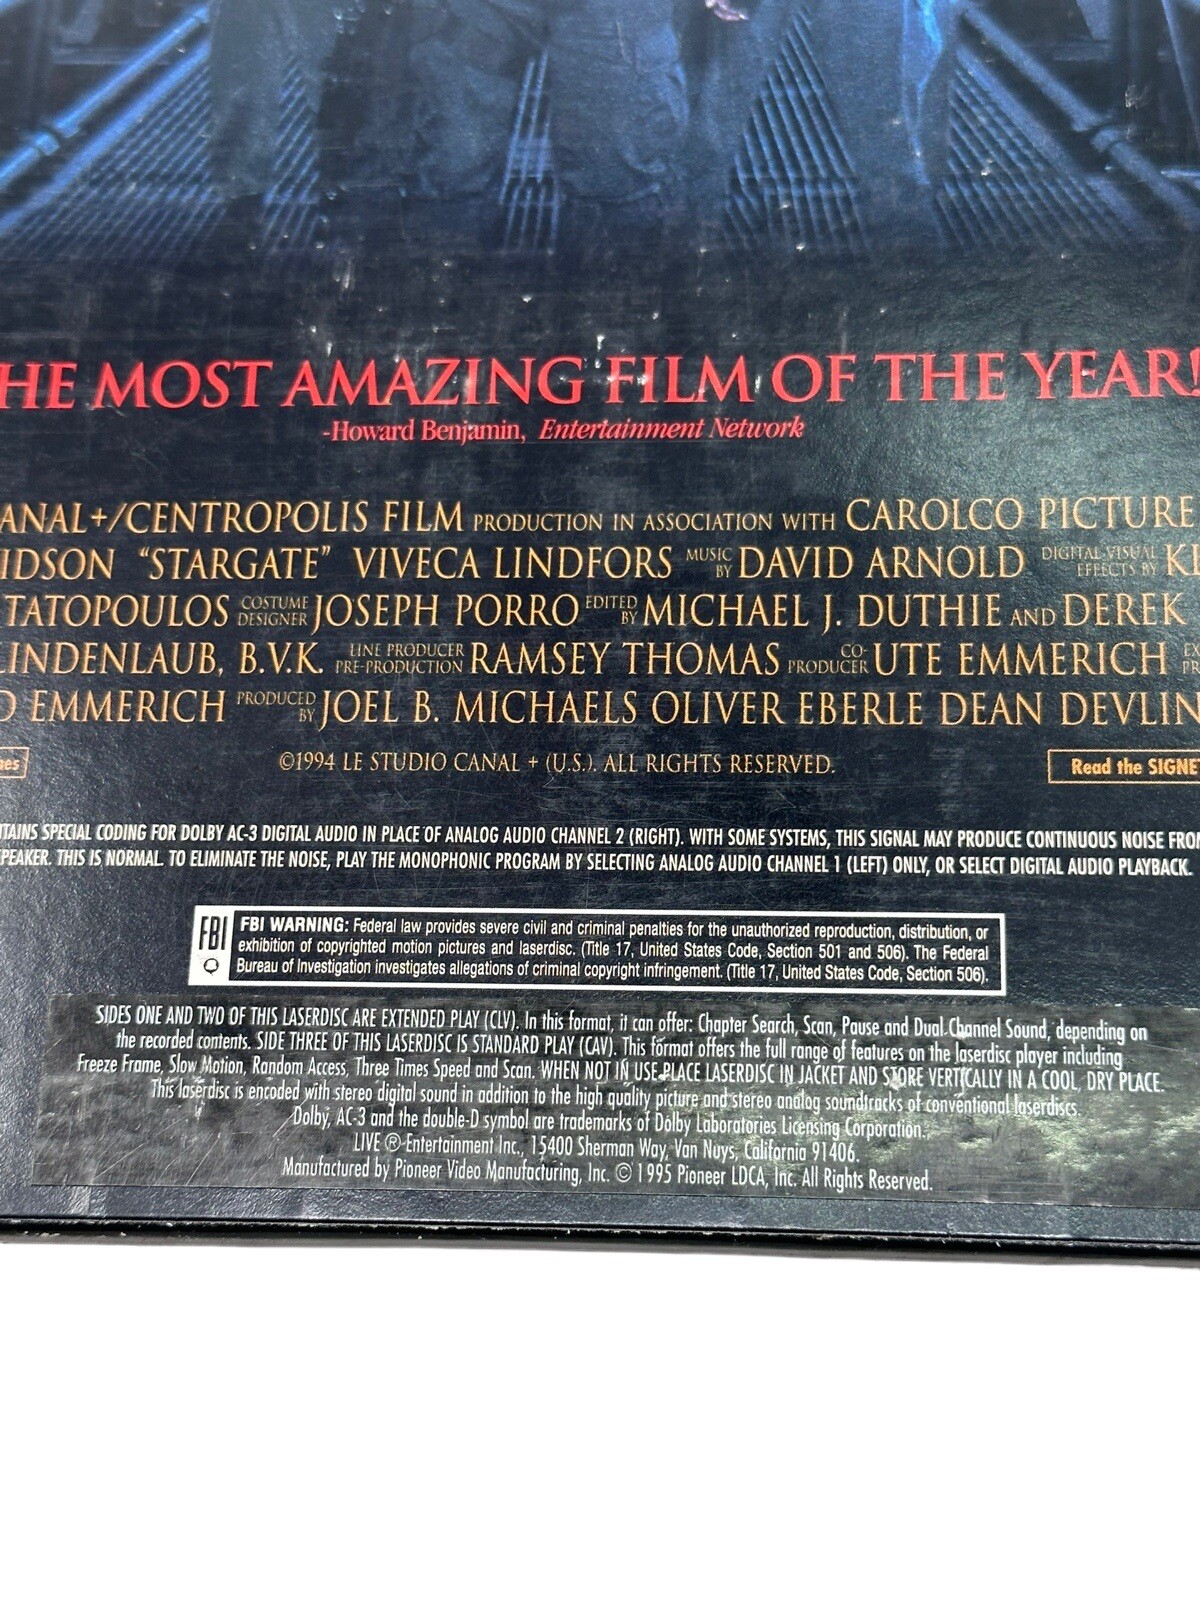 HE MOST AMAZING FILM OF THE YEAR!
-Howard Benjamin, Entertainment Network
ANAL+/CENTROPOLIS FILM PRODUCTION IN ASSOCIATION WITH CAROLCO PICTURE
IDSON "STARGATE" VIVECA LINDFORS MUSIC BY DAVID ARNOLD DIGITAL VISUAL EFFECTS BY
TATOPOULOS COSTUME DESIGNER JOSEPH PORRO EDITED BY MICHAEL J. DUTHIE AND DEREK
LINDENLAUB, B.V.K. LINE PRODUCER PRE-PRODUCTION RAMSEY THOMAS CO-PRODUCER UTE EMMERICH
D EMMERICH PRODUCED BY JOEL B. MICHAELS OLIVER EBERLE DEAN DEVLIN
©1994 LE STUDIO CANAL + (U.S.). ALL RIGHTS RESERVED.
Read the SIGNET
TAINS SPECIAL CODING FOR DOLBY AC-3 DIGITAL AUDIO IN PLACE OF ANALOG AUDIO CHANNEL 2 (RIGHT). WITH SOME SYSTEMS, THIS SIGNAL MAY PRODUCE CONTINUOUS NOISE FROM
PEAKER. THIS IS NORMAL. TO ELIMINATE THE NOISE, PLAY THE MONOPHONIC PROGRAM BY SELECTING ANALOG AUDIO CHANNEL 1 (LEFT) ONLY, OR SELECT DIGITAL AUDIO PLAYBACK.
FBI
FBI WARNING: Federal law provides severe civil and criminal penalties for the unauthorized reproduction, distribution, or
exhibition of copyrighted motion pictures and laserdisc. (Title 17, United States Code, Section 501 and 506). The Federal
Bureau of Investigation investigates allegations of criminal copyright infringement. (Title 17, United States Code, Section 506).
SIDES ONE AND TWO OF THIS LASERDISC ARE EXTENDED PLAY (CLV). In this format, it can offer: Chapter Search, Scan, Pause and Dual Channel Sound, depending on
the recorded contents. SIDE THREE OF THIS LASERDISC IS STANDARD PLAY (CAV). This format offers the full range of features on the laserdisc player including
Freeze Frame, Slow Motion, Random Access, Three Times Speed and Scan. WHEN NOT IN USE PLACE LASERDISC IN JACKET AND STORE VERTICALLY IN A COOL, DRY PLACE.
This laserdisc is encoded with stereo digital sound in addition to the high quality picture and stereo analog soundtracks of conventional laserdiscs.
Dolby, AC-3 and the double-D symbol are trademarks of Dolby Laboratories Licensing Corporation.
LIVE ® Entertainment Inc., 15400 Sherman Way, Van Nuys, California 91406.
Manufactured by Pioneer Video Manufacturing, Inc. © 1995 Pioneer LDCA, Inc. All Rights Reserved.